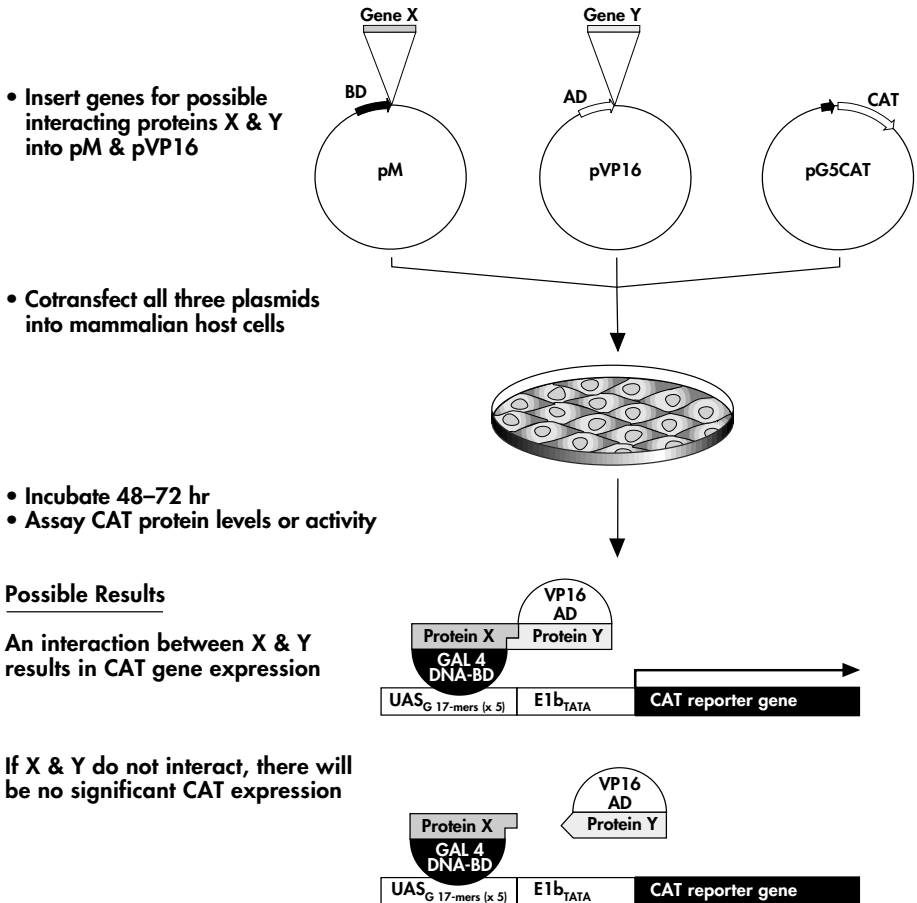 Gene X
Gene Y
BD
AD
CAT
• Insert genes for possible
interacting proteins X & Y
into pM & pVP16
pM
pVP16
pG5CAT
• Cotransfect all three plasmids
into mammalian host cells
• Incubate 48–72 hr
• Assay CAT protein levels or activity
Possible Results
An interaction between X & Y
results in CAT gene expression
VP16
AD
Protein X
Protein Y
GAL 4
DNA-BD
UASG 17-mers (x 5)
E1bTATA
CAT reporter gene
If X & Y do not interact, there will
be no significant CAT expression
VP16
AD
Protein X
Protein Y
GAL 4
DNA-BD
UASG 17-mers (x 5)
E1bTATA
CAT reporter gene